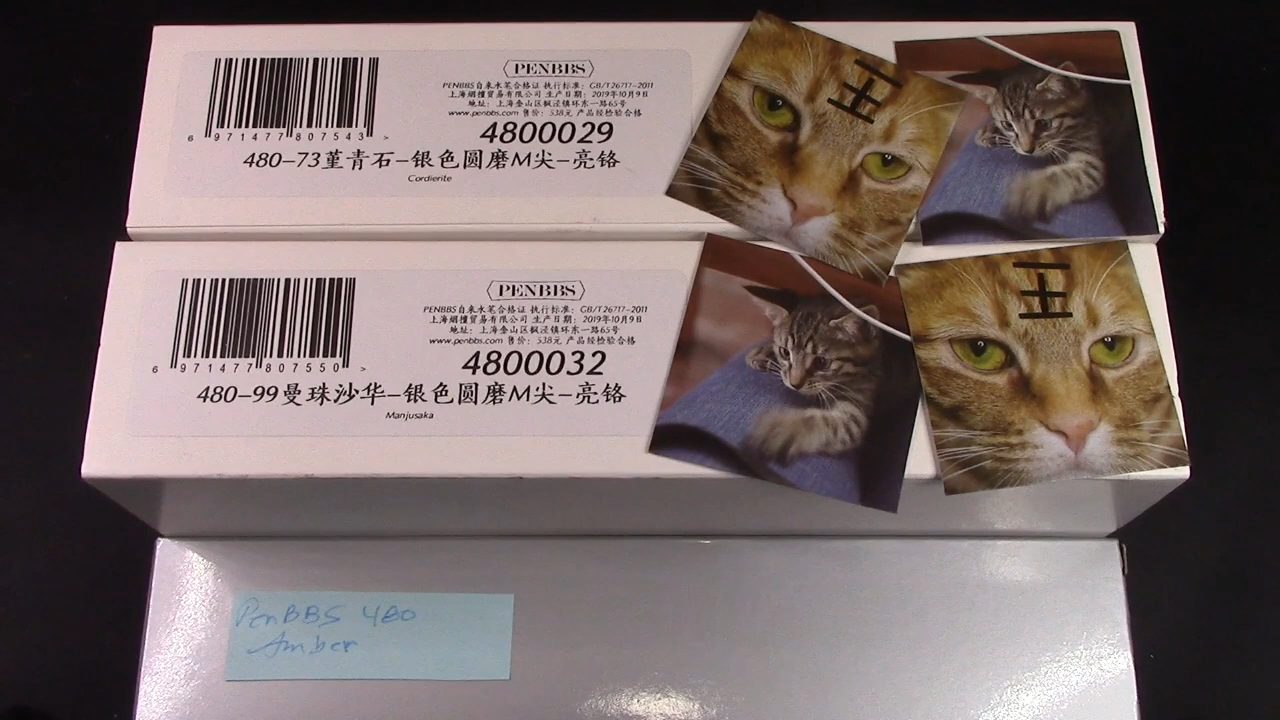 PENBBS
PENBBS自来水笔合格证 执行标准: GB/T26717-2011
上海烟攮贸易有限公司 生产日期: 2019年10月9日
地址: 上海金山区枫泾镇环东一路65号
www.penbbs.com 售价: 538元 产品经检验合格
4800029
6 971477 807543 >
480-73堇青石-银色圆磨M尖-亮铬
Cordierite
王
PENBBS
PENBBS自来水笔合格证 执行标准: GB/T26717-2011
上海烟攮贸易有限公司 生产日期: 2019年10月9日
地址: 上海金山区枫泾镇环东一路65号
www.penbbs.com 售价: 538元 产品经检验合格
4800032
6 971477 807550 >
480-99曼珠沙华-银色圆磨M尖-亮铬
Manjusaka
王
PenBBS 480
Amber